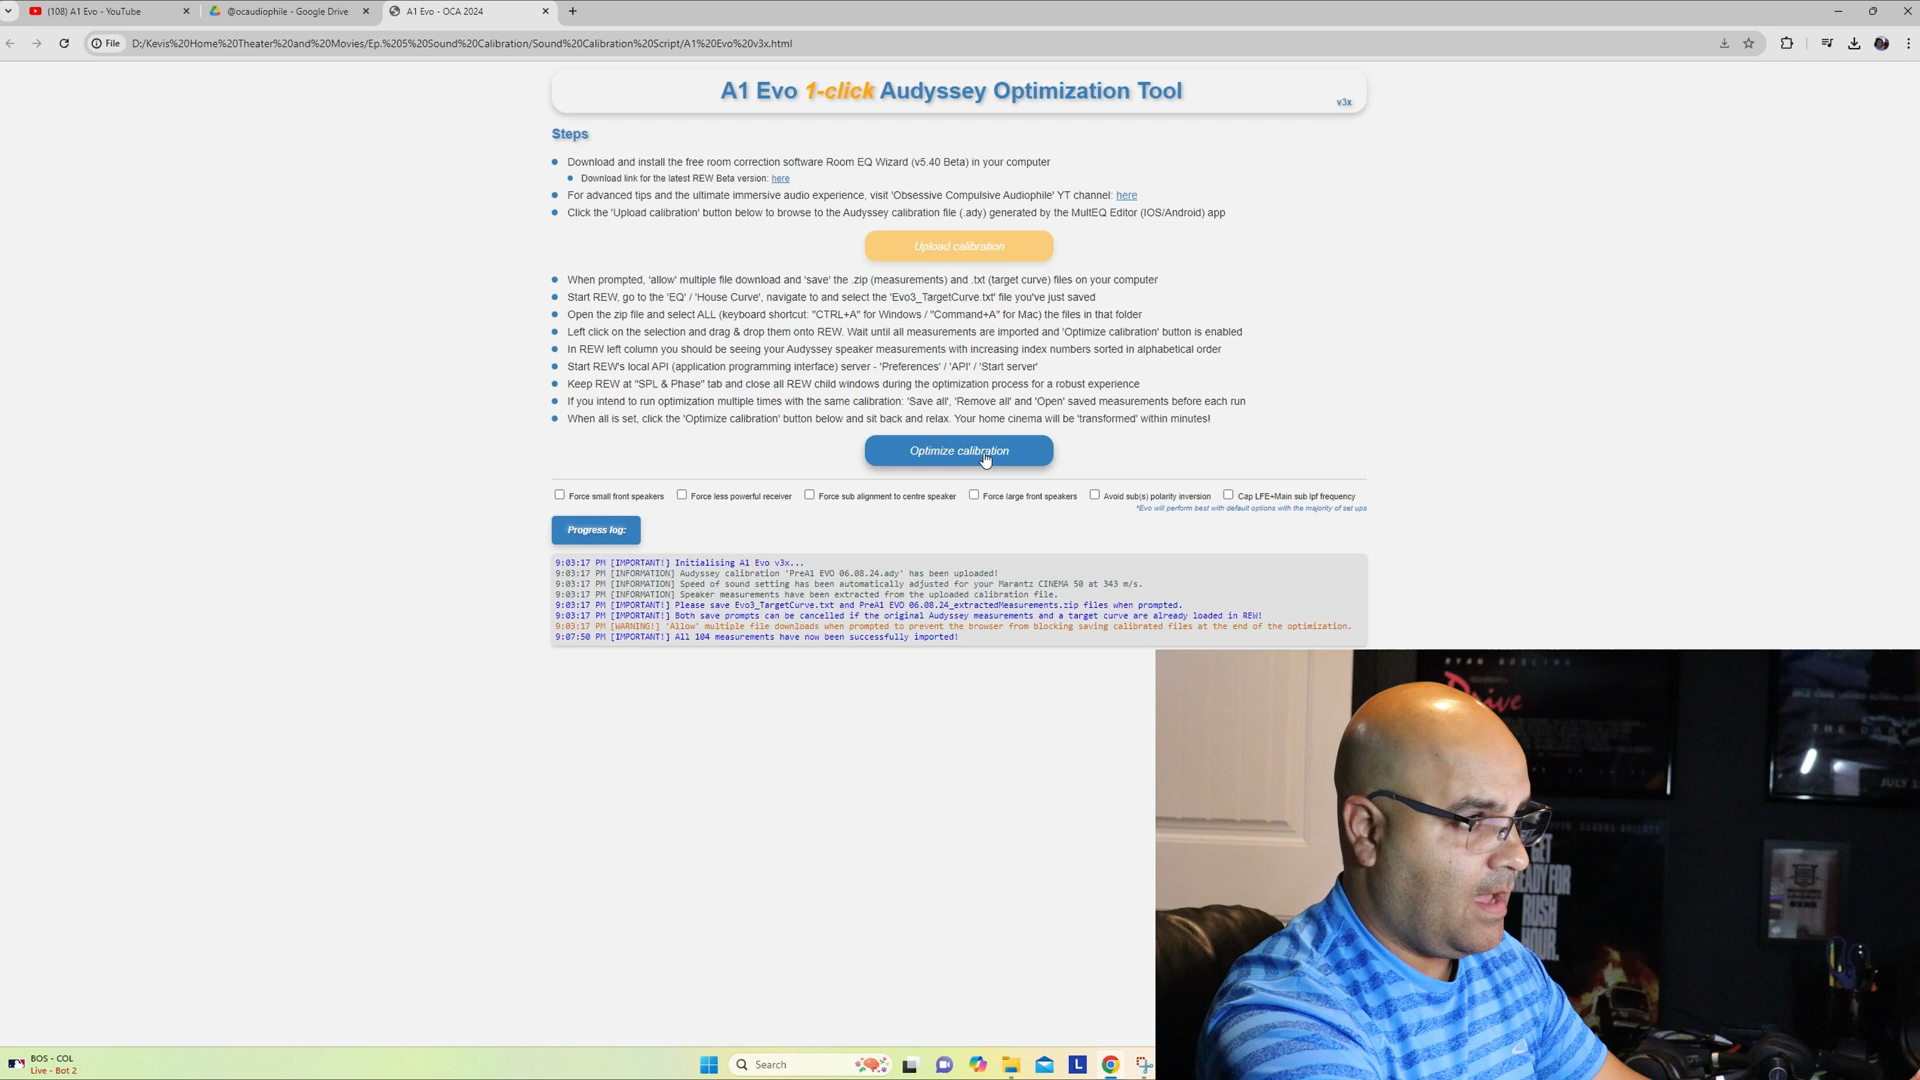 (108) A1 Evo - YouTube
@ocaudiophile - Google Drive
A1 Evo - OCA 2024
File
D:/Kevis%20Home%20Theater%20and%20Movies/Ep.%205%20Sound%20Calibration/Sound%20Calibration%20Script/A1%20Evo%20v3x.html
A1 Evo 1-click Audyssey Optimization Tool
v3x
Steps
Download and install the free room correction software Room EQ Wizard (v5.40 Beta) in your computer
Download link for the latest REW Beta version: here
For advanced tips and the ultimate immersive audio experience, visit 'Obsessive Compulsive Audiophile' YT channel: here
Click the 'Upload calibration' button below to browse to the Audyssey calibration file (.ady) generated by the MultEQ Editor (IOS/Android) app
Upload calibration
When prompted, 'allow' multiple file download and 'save' the .zip (measurements) and .txt (target curve) files on your computer
Start REW, go to the 'EQ' / 'House Curve', navigate to and select the 'Evo3_TargetCurve.txt' file you've just saved
Open the zip file and select ALL (keyboard shortcut: "CTRL+A" for Windows / "Command+A" for Mac) the files in that folder
Left click on the selection and drag & drop them onto REW. Wait until all measurements are imported and 'Optimize calibration' button is enabled
In REW left column you should be seeing your Audyssey speaker measurements with increasing index numbers sorted in alphabetical order
Start REW's local API (application programming interface) server - 'Preferences' / 'API' / 'Start server'
Keep REW at "SPL & Phase" tab and close all REW child windows during the optimization process for a robust experience
If you intend to run optimization multiple times with the same calibration: 'Save all', 'Remove all' and 'Open' saved measurements before each run
When all is set, click the 'Optimize calibration' button below and sit back and relax. Your home cinema will be 'transformed' within minutes!
Optimize calibration
Force small front speakers Force less powerful receiver Force sub alignment to centre speaker Force large front speakers Avoid sub(s) polarity inversion Cap LFE+Main sub lpf frequency
*Evo will perform best with default options with the majority of set ups
Progress log:
9:03:17 PM [IMPORTANT!] Initialising A1 Evo v3x...
9:03:17 PM [INFORMATION] Audyssey calibration 'PreA1 EVO 06.08.24.ady' has been uploaded!
9:03:17 PM [INFORMATION] Speed of sound setting has been automatically adjusted for your Marantz CINEMA 50 at 343 m/s.
9:03:17 PM [INFORMATION] Speaker measurements have been extracted from the uploaded calibration file.
9:03:17 PM [IMPORTANT!] Please save Evo3_TargetCurve.txt and PreA1 EVO 06.08.24_extractedMeasurements.zip files when prompted.
9:03:17 PM [IMPORTANT!] Both save prompts can be cancelled if the original Audyssey measurements and a target curve are already loaded in REW!
9:03:17 PM [WARNING!] 'Allow' multiple file downloads when prompted to prevent the browser from blocking saving calibrated files at the end of the optimization.
9:07:50 PM [IMPORTANT!] All 104 measurements have now been successfully imported!
RYAN GOSLING
Drive
THE DA
JULY 1
GET
READY FOR
RUSH
HOUR.
BOS - COL
Live - Bot 2
Search
L